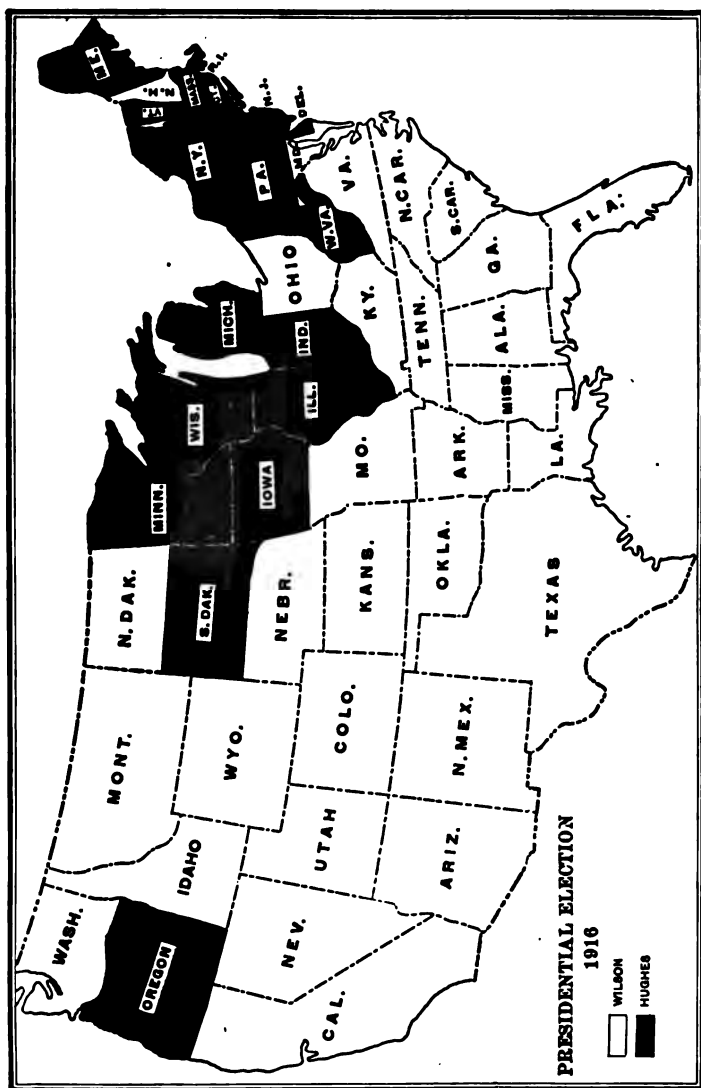 WASH.
OREGON
CAL.
NEV.
IDAHO
MONT.
WYO.
UTAH
ARIZ.
COLO.
N.MEX.
N.DAK.
S.DAK.
NEBR.
KANS.
OKLA.
TEXAS
MINN.
IOWA
MO.
ARK.
LA.
WIS.
ILL.
MICH.
IND.
OHIO
KY.
TENN.
MISS.
ALA.
GA.
FLA.
S.CAR.
N.CAR.
VA.
W.VA.
MD.
DEL.
PA.
N.J.
N.Y.
VT.
N.H.
MASS.
R.I.
ME.
PRESIDENTIAL ELECTION
1916
WILSON
HUGHES